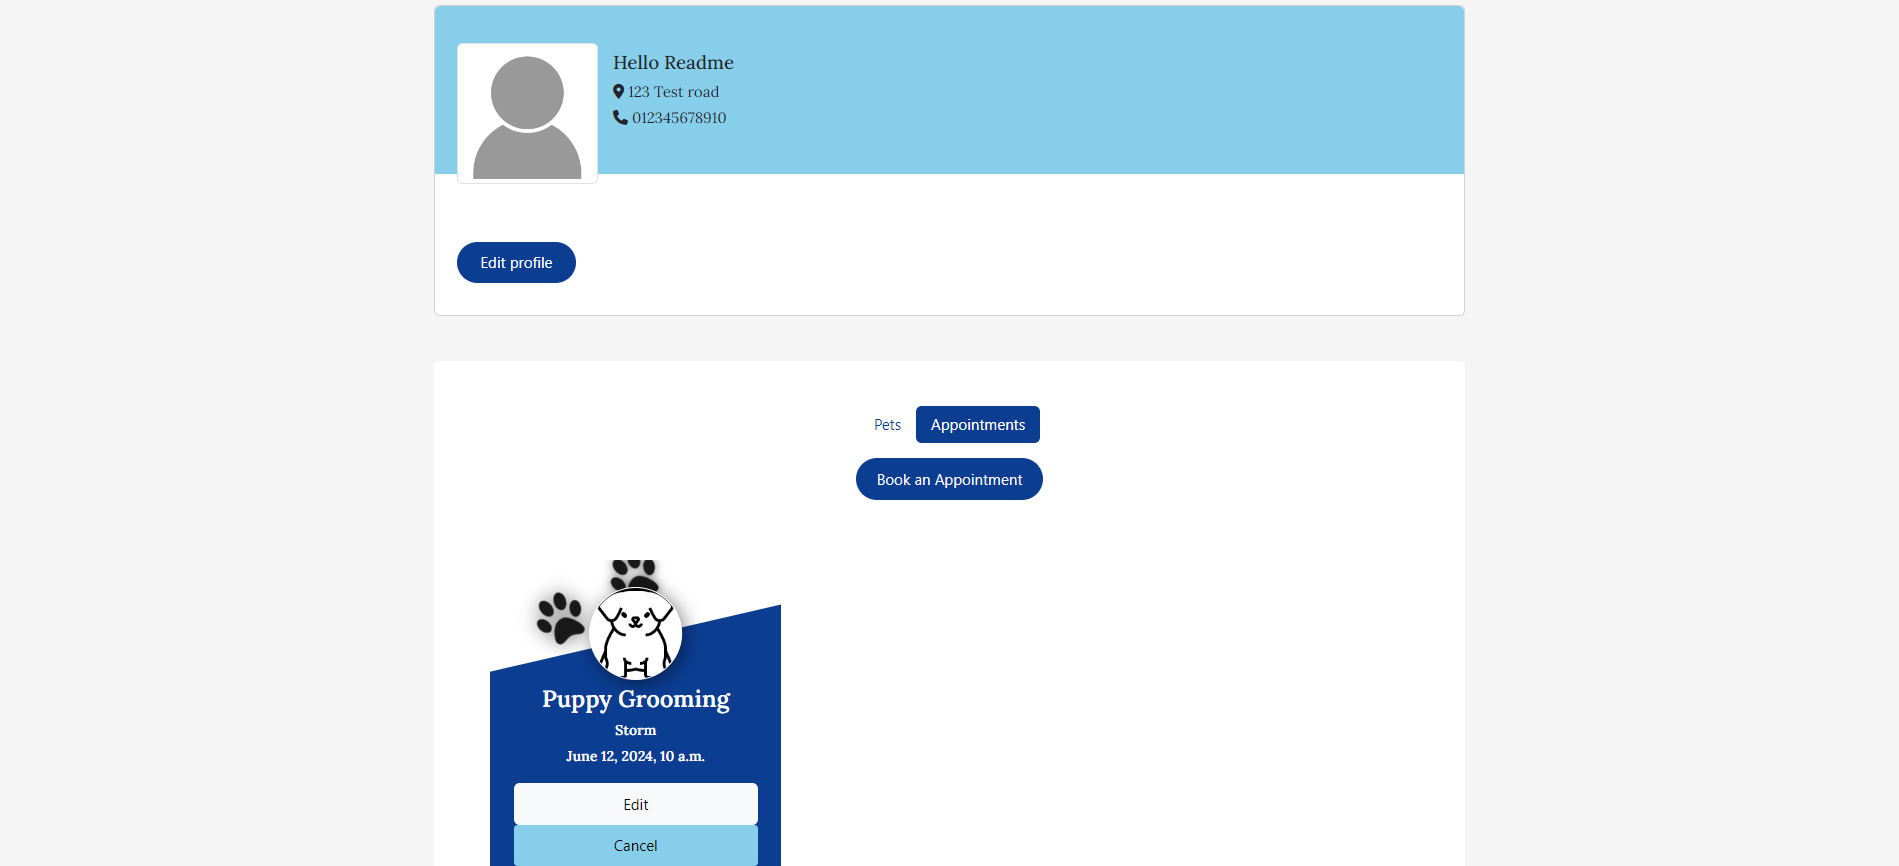 Hello Readme
123 Test road
012345678910
Edit profile
Pets
Appointments
Book an Appointment
Puppy Grooming
Storm
June 12, 2024, 10 a.m.
Edit
Cancel